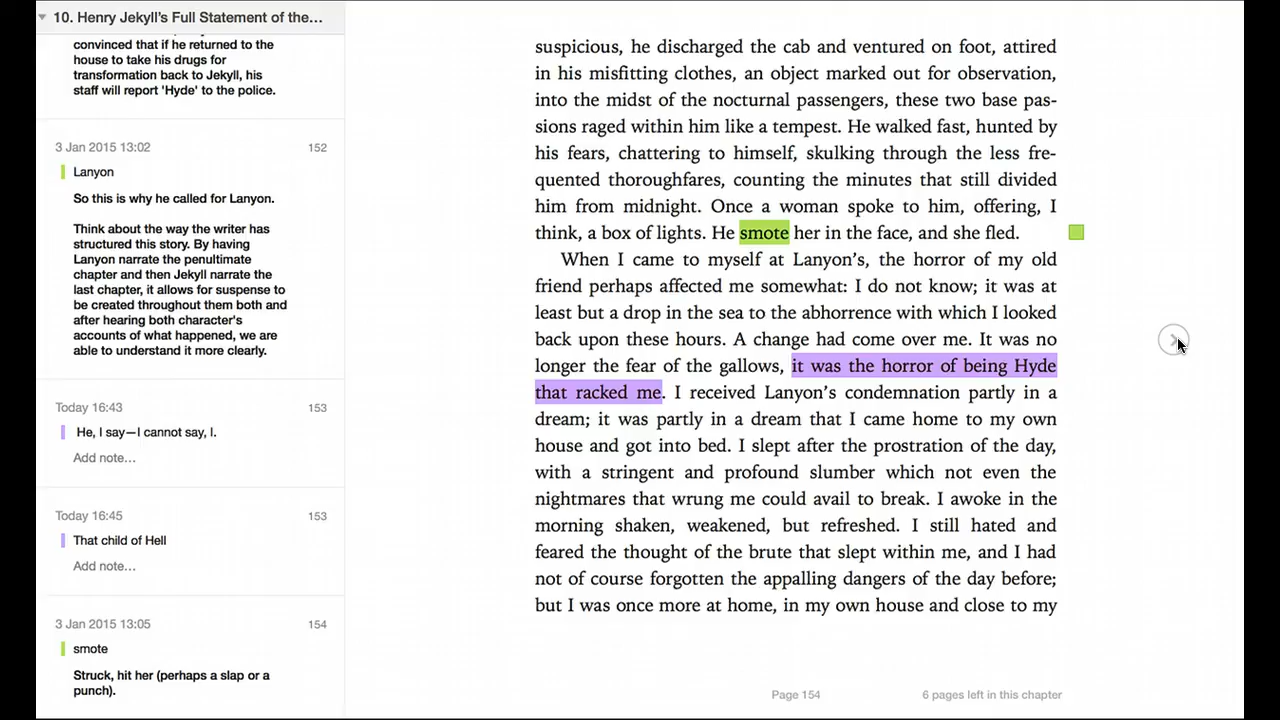 10. Henry Jekyll's Full Statement of the...
convinced that if he returned to the
house to take his drugs for
transformation back to Jekyll, his
staff will report 'Hyde' to the police.
3 Jan 2015 13:02 152
Lanyon
So this is why he called for Lanyon.
Think about the way the writer has
structured this story. By having
Lanyon narrate the penultimate
chapter and then Jekyll narrate the
last chapter, it allows for suspense to
be created throughout them both and
after hearing both character's
accounts of what happened, we are
able to understand it more clearly.
Today 16:43 153
He, I say—I cannot say, I.
Add note...
Today 16:45 153
That child of Hell
Add note...
3 Jan 2015 13:05 154
smote
Struck, hit her (perhaps a slap or a
punch).
suspicious, he discharged the cab and ventured on foot, attired
in his misfitting clothes, an object marked out for observation,
into the midst of the nocturnal passengers, these two base pas-
sions raged within him like a tempest. He walked fast, hunted by
his fears, chattering to himself, skulking through the less fre-
quented thoroughfares, counting the minutes that still divided
him from midnight. Once a woman spoke to him, offering, I
think, a box of lights. He smote her in the face, and she fled.
When I came to myself at Lanyon's, the horror of my old
friend perhaps affected me somewhat: I do not know; it was at
least but a drop in the sea to the abhorrence with which I looked
back upon these hours. A change had come over me. It was no
longer the fear of the gallows, it was the horror of being Hyde
that racked me. I received Lanyon's condemnation partly in a
dream; it was partly in a dream that I came home to my own
house and got into bed. I slept after the prostration of the day,
with a stringent and profound slumber which not even the
nightmares that wrung me could avail to break. I awoke in the
morning shaken, weakened, but refreshed. I still hated and
feared the thought of the brute that slept within me, and I had
not of course forgotten the appalling dangers of the day before;
but I was once more at home, in my own house and close to my
Page 154 6 pages left in this chapter